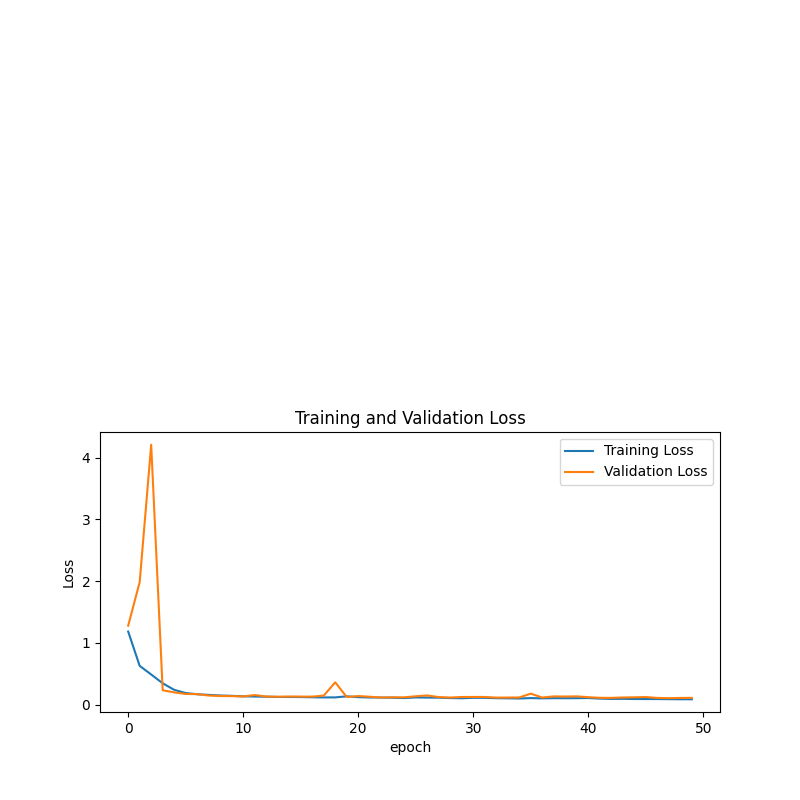 Training and Validation Loss
Training Loss
Validation Loss
4
3
2
1
0
Loss
0 10 20 30 40 50
epoch